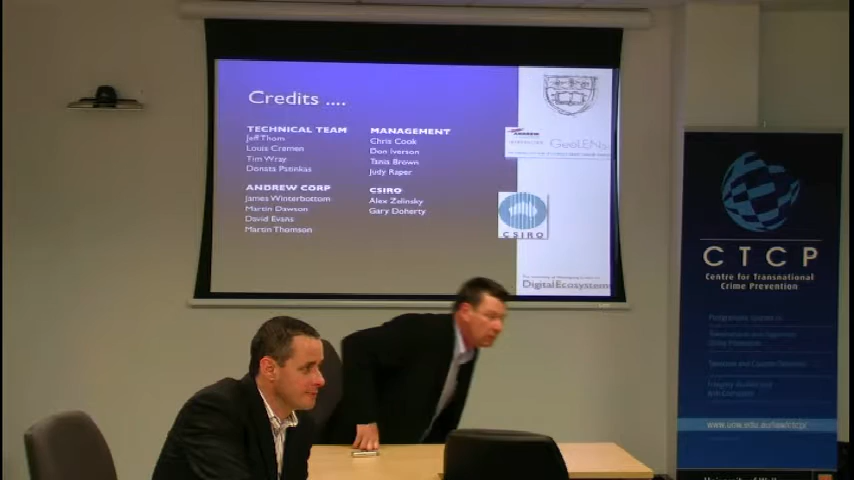 Credits ....
TECHNICAL TEAM
Jeff Thom
Louis Cremen
Tim Wray
Donata
MANAGEMENT
Chris Cook
Don Iverson
Tania Brown
Judy Raper
ANDREW CORP
James Winterbottom
Martin Dawson
David Evans
Martin Thomson
CSIRO
Alex Zelinsky
Gary Doherty
ANDREW
GeoLENs
CSIRO
DigitalEcosystems
CTCP
Centre for Transnational
Crime Prevention
www.uow.edu.au/law/ctcp/